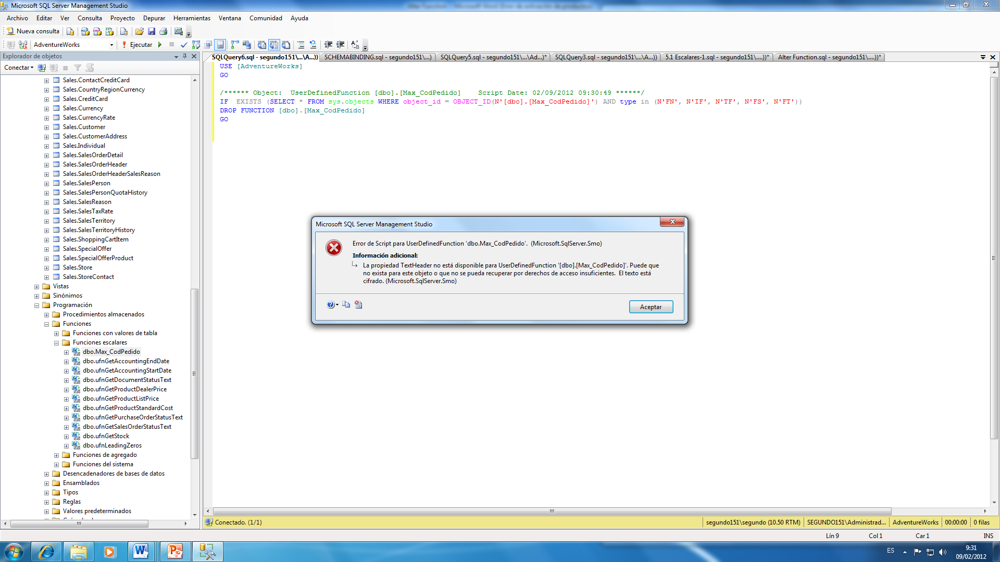 Microsoft SQL Server Management Studio
Archivo Editar Ver Consulta Proyecto Depurar Herramientas Ventana Comunidad Ayuda
Nueva consulta
AdventureWorks Ejecutar
Explorador de objetos
Conectar
Sales.ContactCreditCard
Sales.CountryRegionCurrency
Sales.CreditCard
Sales.Currency
Sales.CurrencyRate
Sales.Customer
Sales.CustomerAddress
Sales.Individual
Sales.SalesOrderDetail
Sales.SalesOrderHeader
Sales.SalesOrderHeaderSalesReason
Sales.SalesPerson
Sales.SalesPersonQuotaHistory
Sales.SalesReason
Sales.SalesTaxRate
Sales.SalesTerritory
Sales.SalesTerritoryHistory
Sales.ShoppingCartItem
Sales.SpecialOffer
Sales.SpecialOfferProduct
Sales.Store
Sales.StoreContact
Vistas
Sinónimos
Programación
Procedimientos almacenados
Funciones
Funciones con valores de tabla
Funciones escalares
dbo.Max_CodPedido
dbo.ufnGetAccountingEndDate
dbo.ufnGetAccountingStartDate
dbo.ufnGetDocumentStatusText
dbo.ufnGetProductDealerPrice
dbo.ufnGetProductListPrice
dbo.ufnGetProductStandardCost
dbo.ufnGetPurchaseOrderStatusText
dbo.ufnGetSalesOrderStatusText
dbo.ufnGetStock
dbo.ufnLeadingZeros
Funciones de agregado
Funciones del sistema
Desencadenadores de bases de datos
Ensamblados
Tipos
Reglas
Valores predeterminados
SQLQuery6.sql - segundo151\...\A...)) SCHEMABINDING.sql - segundo151\...) SQLQuery5.sql - segundo151\...\Ad...)* SQLQuery3.sql - segundo151\...\A...)) 5.1 Escalares-1.sql - segundo151\....))* Alter Function.sql - segundo151\....))*
USE [AdventureWorks]
GO
/****** Object:  UserDefinedFunction [dbo].[Max_CodPedido]    Script Date: 02/09/2012 09:30:49 ******/
IF  EXISTS (SELECT * FROM sys.objects WHERE object_id = OBJECT_ID(N'[dbo].[Max_CodPedido]') AND type in (N'FN', N'IF', N'TF', N'FS', N'FT'))
DROP FUNCTION [dbo].[Max_CodPedido]
GO
Microsoft SQL Server Management Studio
Error de Script para UserDefinedFunction 'dbo.Max_CodPedido'.  (Microsoft.SqlServer.Smo)
Información adicional:
La propiedad TextHeader no está disponible para UserDefinedFunction '[dbo].[Max_CodPedido]'. Puede que
no exista para este objeto o que no se pueda recuperar por derechos de acceso insuficientes.  El texto está
cifrado. (Microsoft.SqlServer.Smo)
Aceptar
Conectado. (1/1) segundo151\segundo (10.50 RTM) SEGUNDO151\Administrad... AdventureWorks 00:00:00 0 filas
Lín 9 Col 1 Car 1 INS
ES
9:31
09/02/2012